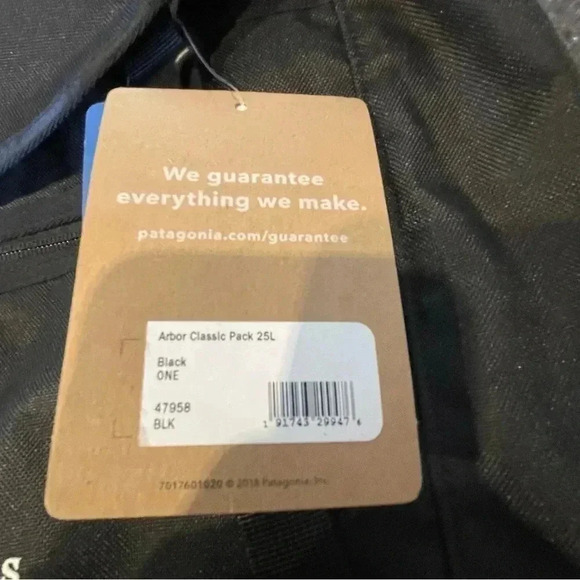 We guarantee
everything we make.
patagonia.com/guarantee
Arbor Classic Pack 25L
Black
ONE
47958
BLK
1 91743 29947 6
7017601020 © 2018 Patagonia, Inc.
s